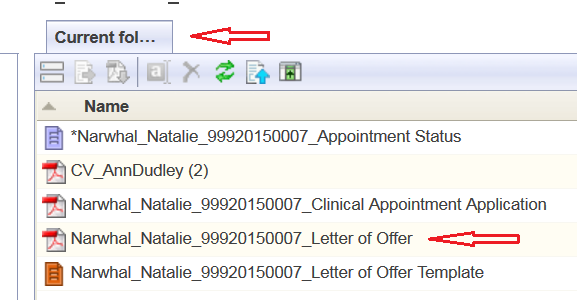 Current fol...
Name
*Narwhal_Natalie_99920150007_Appointment Status
CV_AnnDudley (2)
Narwhal_Natalie_99920150007_Clinical Appointment Application
Narwhal_Natalie_99920150007_Letter of Offer
Narwhal_Natalie_99920150007_Letter of Offer Template